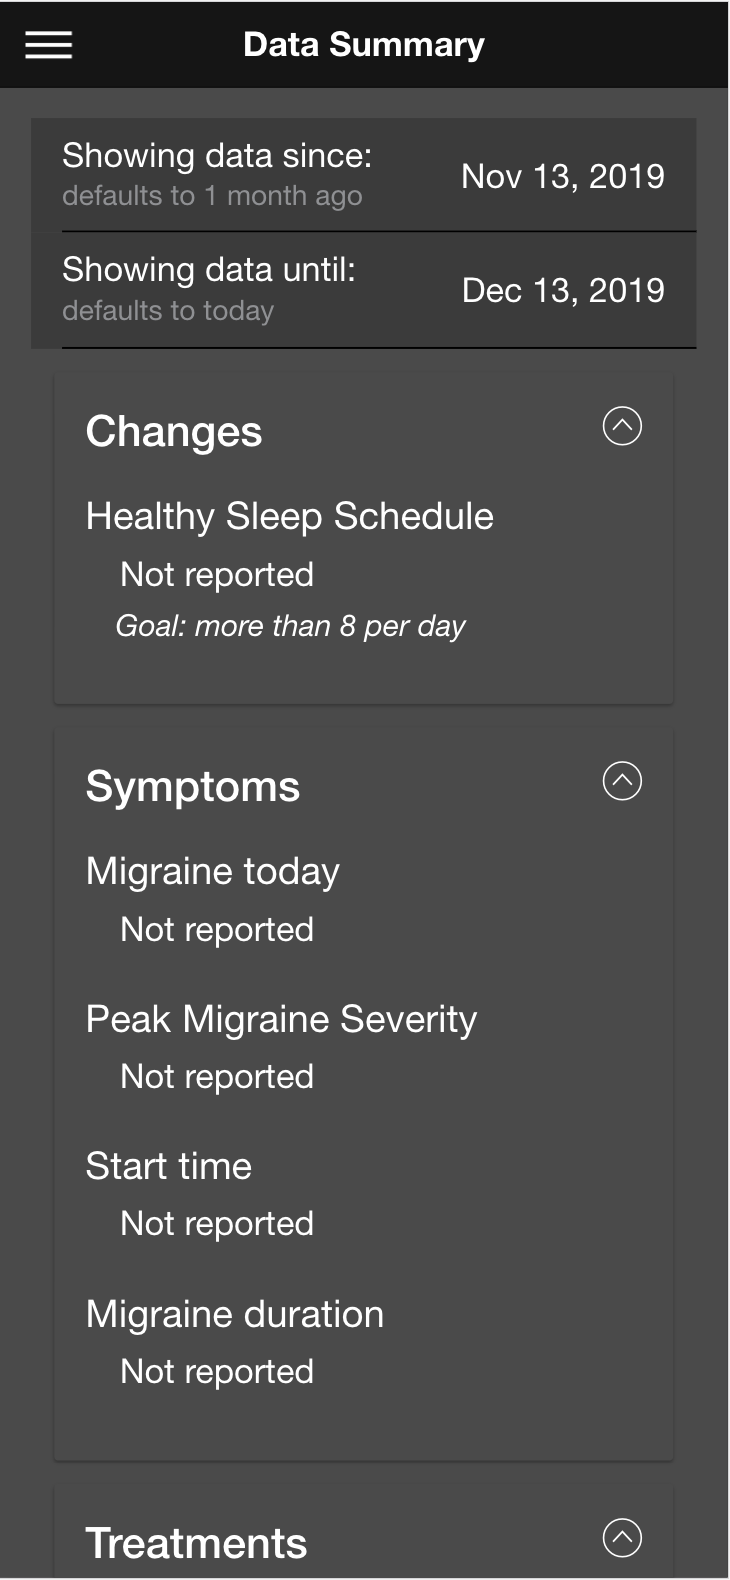 Data Summary
Showing data since:
defaults to 1 month ago
Nov 13, 2019
Showing data until:
defaults to today
Dec 13, 2019
Changes
Healthy Sleep Schedule
Not reported
Goal: more than 8 per day
Symptoms
Migraine today
Not reported
Peak Migraine Severity
Not reported
Start time
Not reported
Migraine duration
Not reported
Treatments